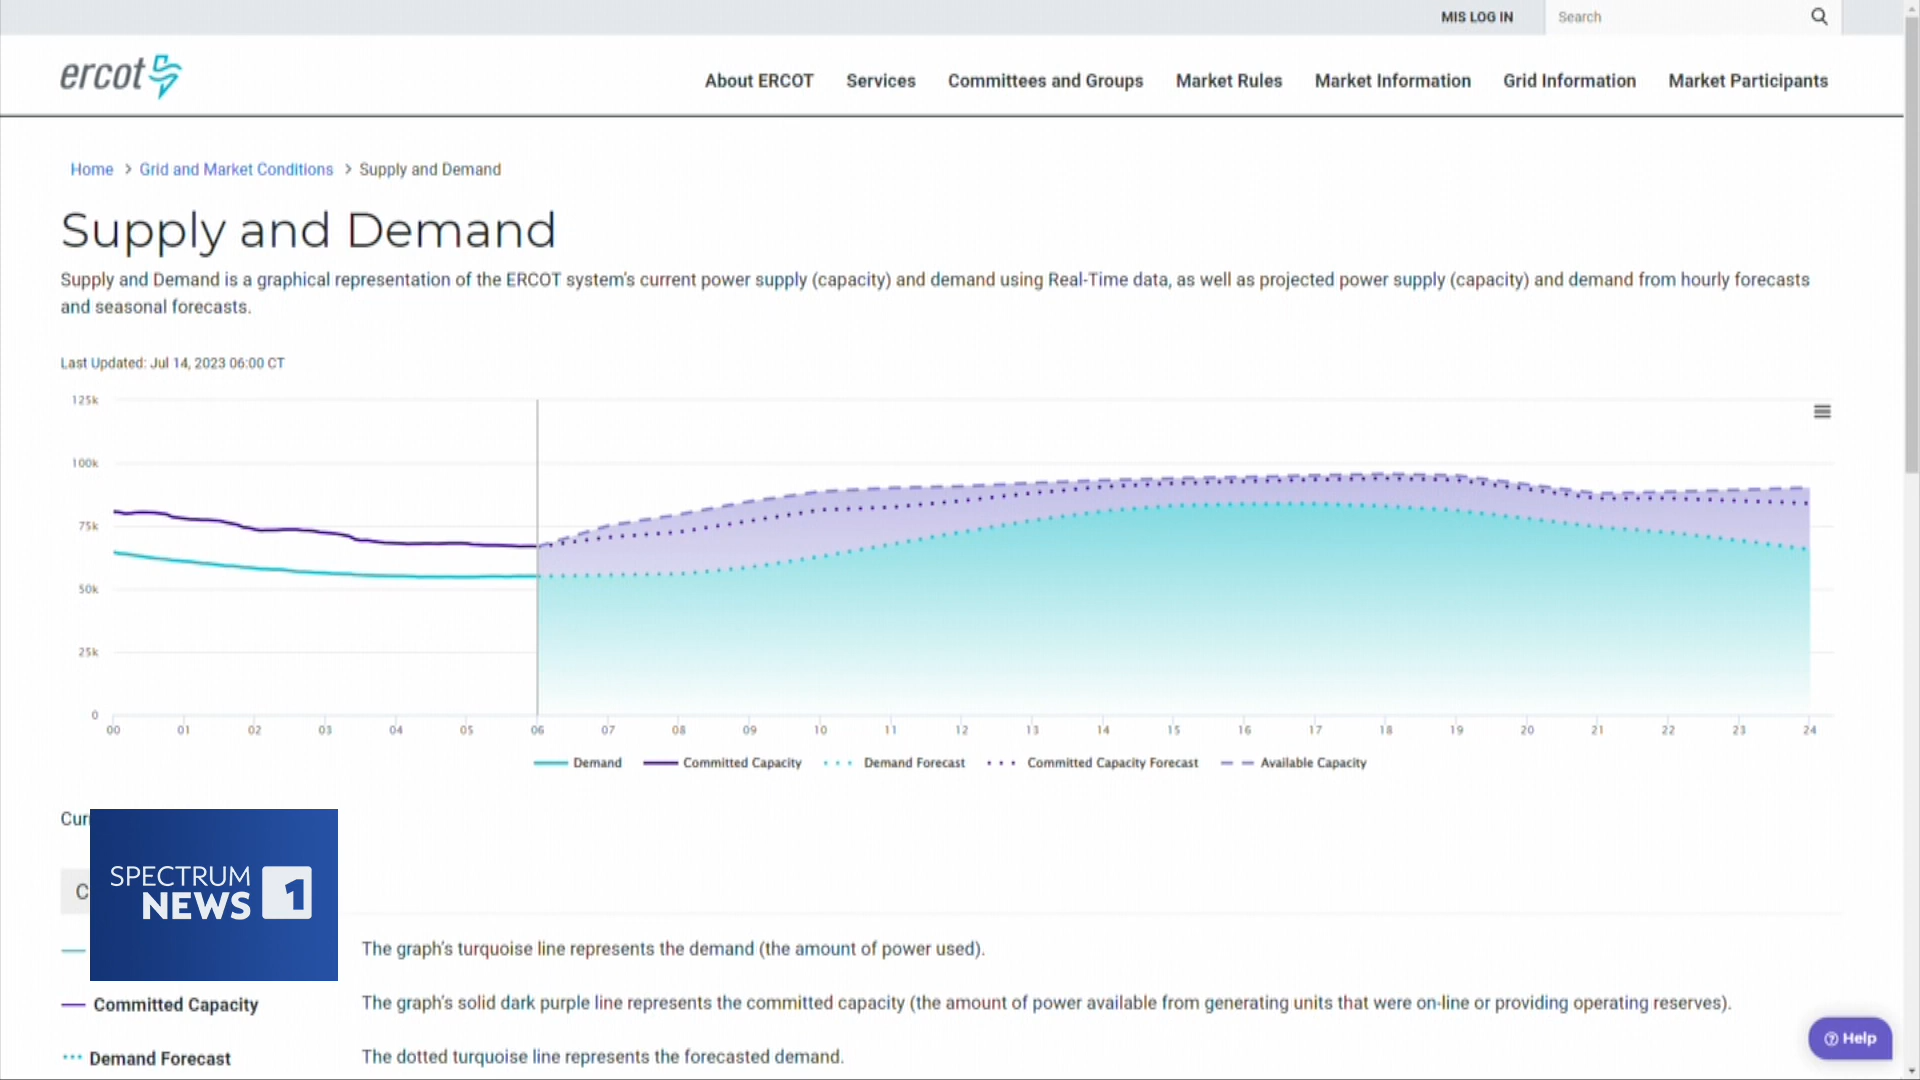 MIS LOG IN
Search
ercot
About ERCOT
Services
Committees and Groups
Market Rules
Market Information
Grid Information
Market Participants
Home > Grid and Market Conditions > Supply and Demand
Supply and Demand
Supply and Demand is a graphical representation of the ERCOT system's current power supply (capacity) and demand using Real-Time data, as well as projected power supply (capacity) and demand from hourly forecasts
and seasonal forecasts.
Last Updated: Jul 14, 2023 06:00 CT
125k
100k
75k
50k
25k
0
00 01 02 03 04 05 06 07 08 09 10 11 12 13 14 15 16 17 18 19 20 21 22 23 24
Demand
Committed Capacity
Demand Forecast
Committed Capacity Forecast
Available Capacity
SPECTRUM
NEWS 1
The graph's turquoise line represents the demand (the amount of power used).
Committed Capacity
The graph's solid dark purple line represents the committed capacity (the amount of power available from generating units that were on-line or providing operating reserves).
Demand Forecast
The dotted turquoise line represents the forecasted demand.
Help